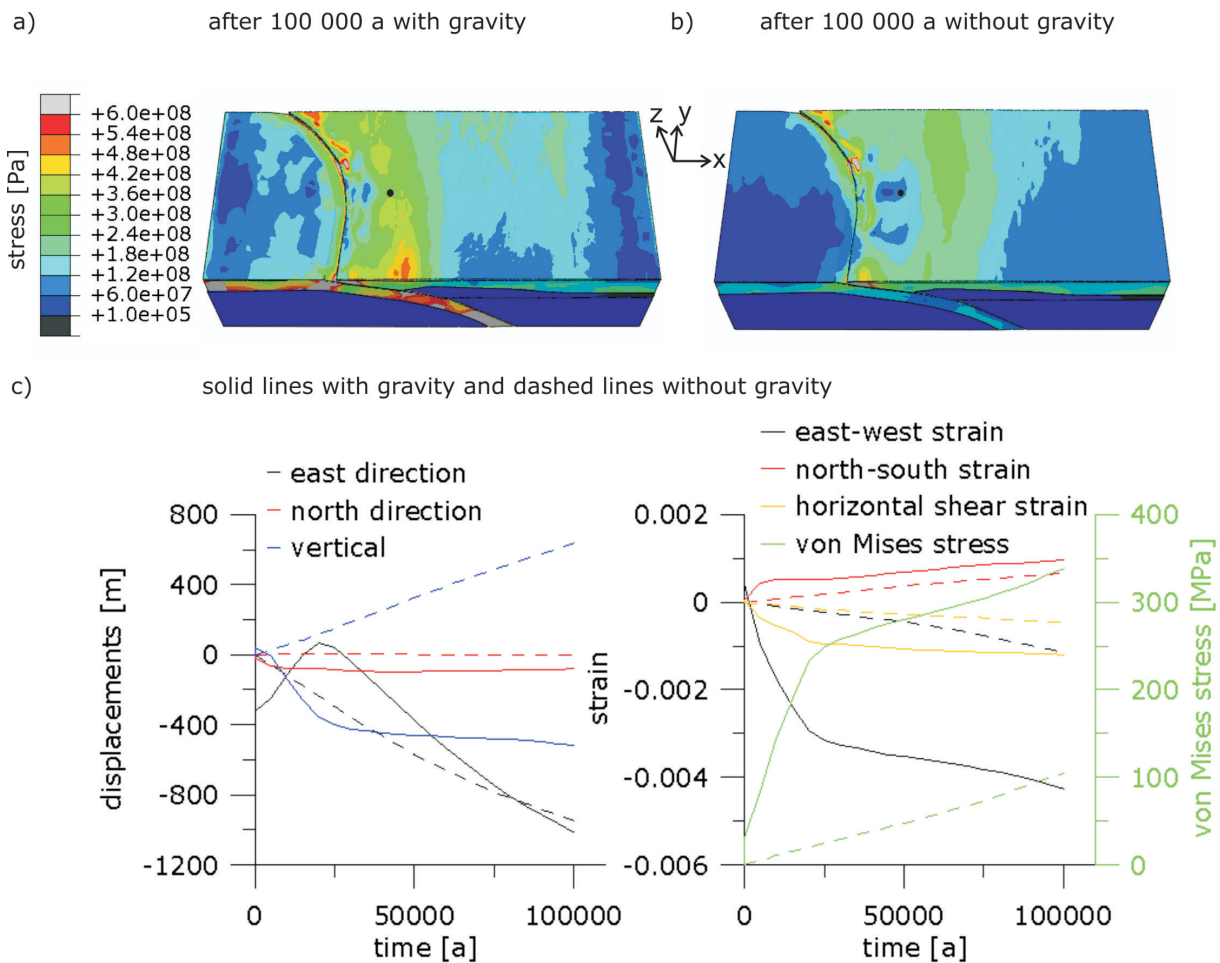 a) after 100 000 a with gravity
b) after 100 000 a without gravity
stress [Pa]
+6.0e+08
+5.4e+08
+4.8e+08
+4.2e+08
+3.6e+08
+3.0e+08
+2.4e+08
+1.8e+08
+1.2e+08
+6.0e+07
+1.0e+05
z y
x
c) solid lines with gravity and dashed lines without gravity
east direction
north direction
vertical
displacements [m]
800
400
0
-400
-800
-1200
0 50000 100000
time [a]
east-west strain
north-south strain
horizontal shear strain
von Mises stress
strain
0.002
0
-0.002
-0.004
-0.006
0 50000 100000
time [a]
400
300
200
100
0
von Mises stress [MPa]